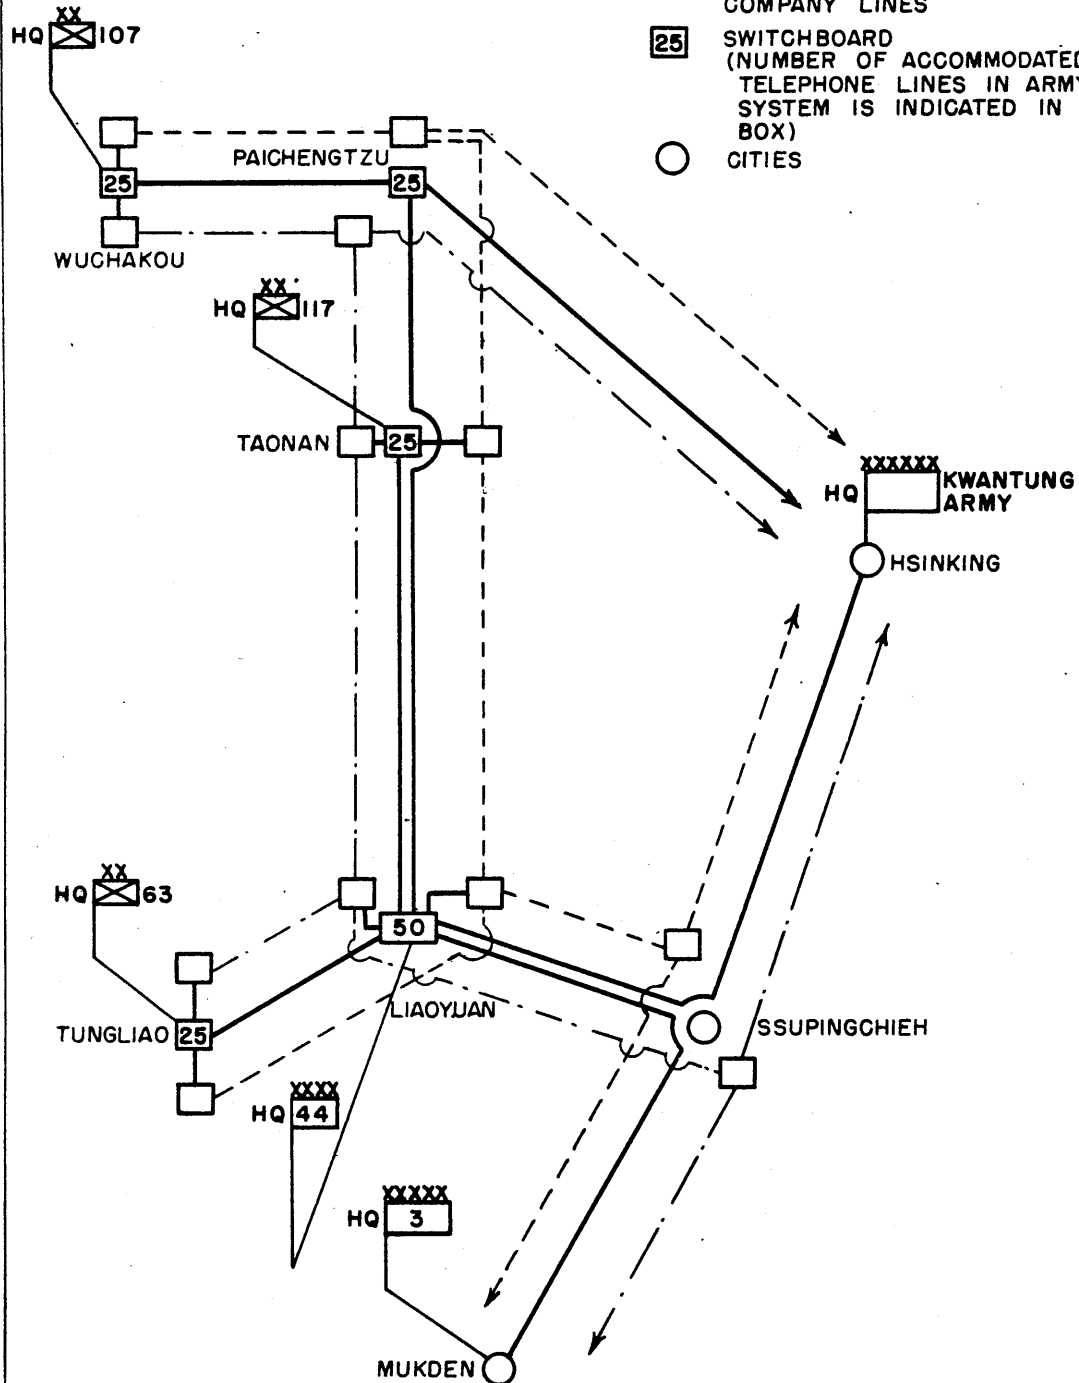 COMPANY LINES
25 SWITCHBOARD
(NUMBER OF ACCOMMODATED
TELEPHONE LINES IN ARMY
SYSTEM IS INDICATED IN
BOX)
CITIES
XX
HQ 107
PAICHENGTZU
25
25
WUCHAKOU
XX
HQ 117
TAONAN
25
XXXXXX
HQ KWANTUNG
ARMY
HSINKING
XX
HQ 63
50
LIAOYUAN
TUNGLIAO 25
SSUPINGCHIEH
XXXX
HQ 44
XXXXX
HQ 3
MUKDEN